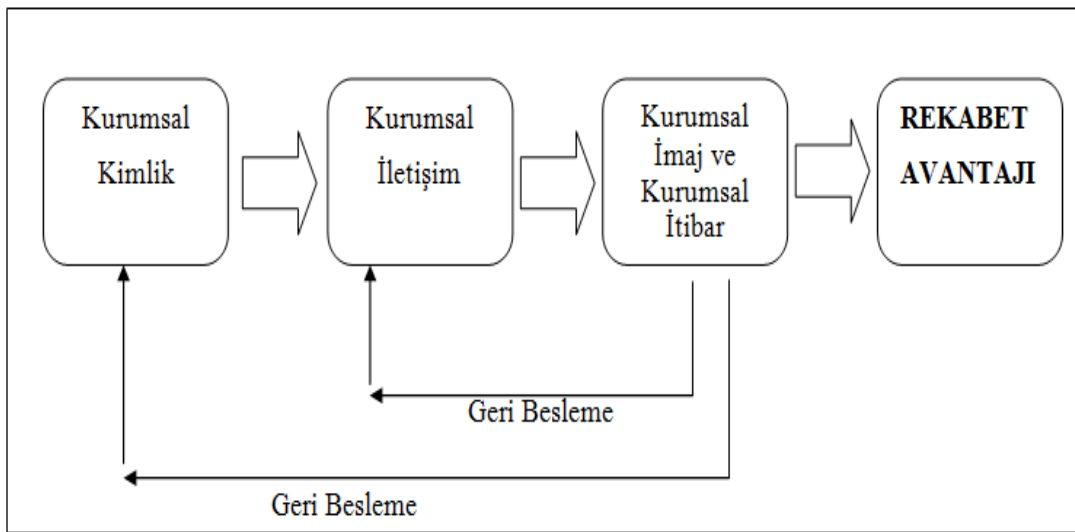 Kurumsal
Kimlik
Kurumsal
İletişim
Kurumsal
İmaj ve
Kurumsal
İtibar
REKABET
AVANTAJI
Geri Besleme
Geri Besleme